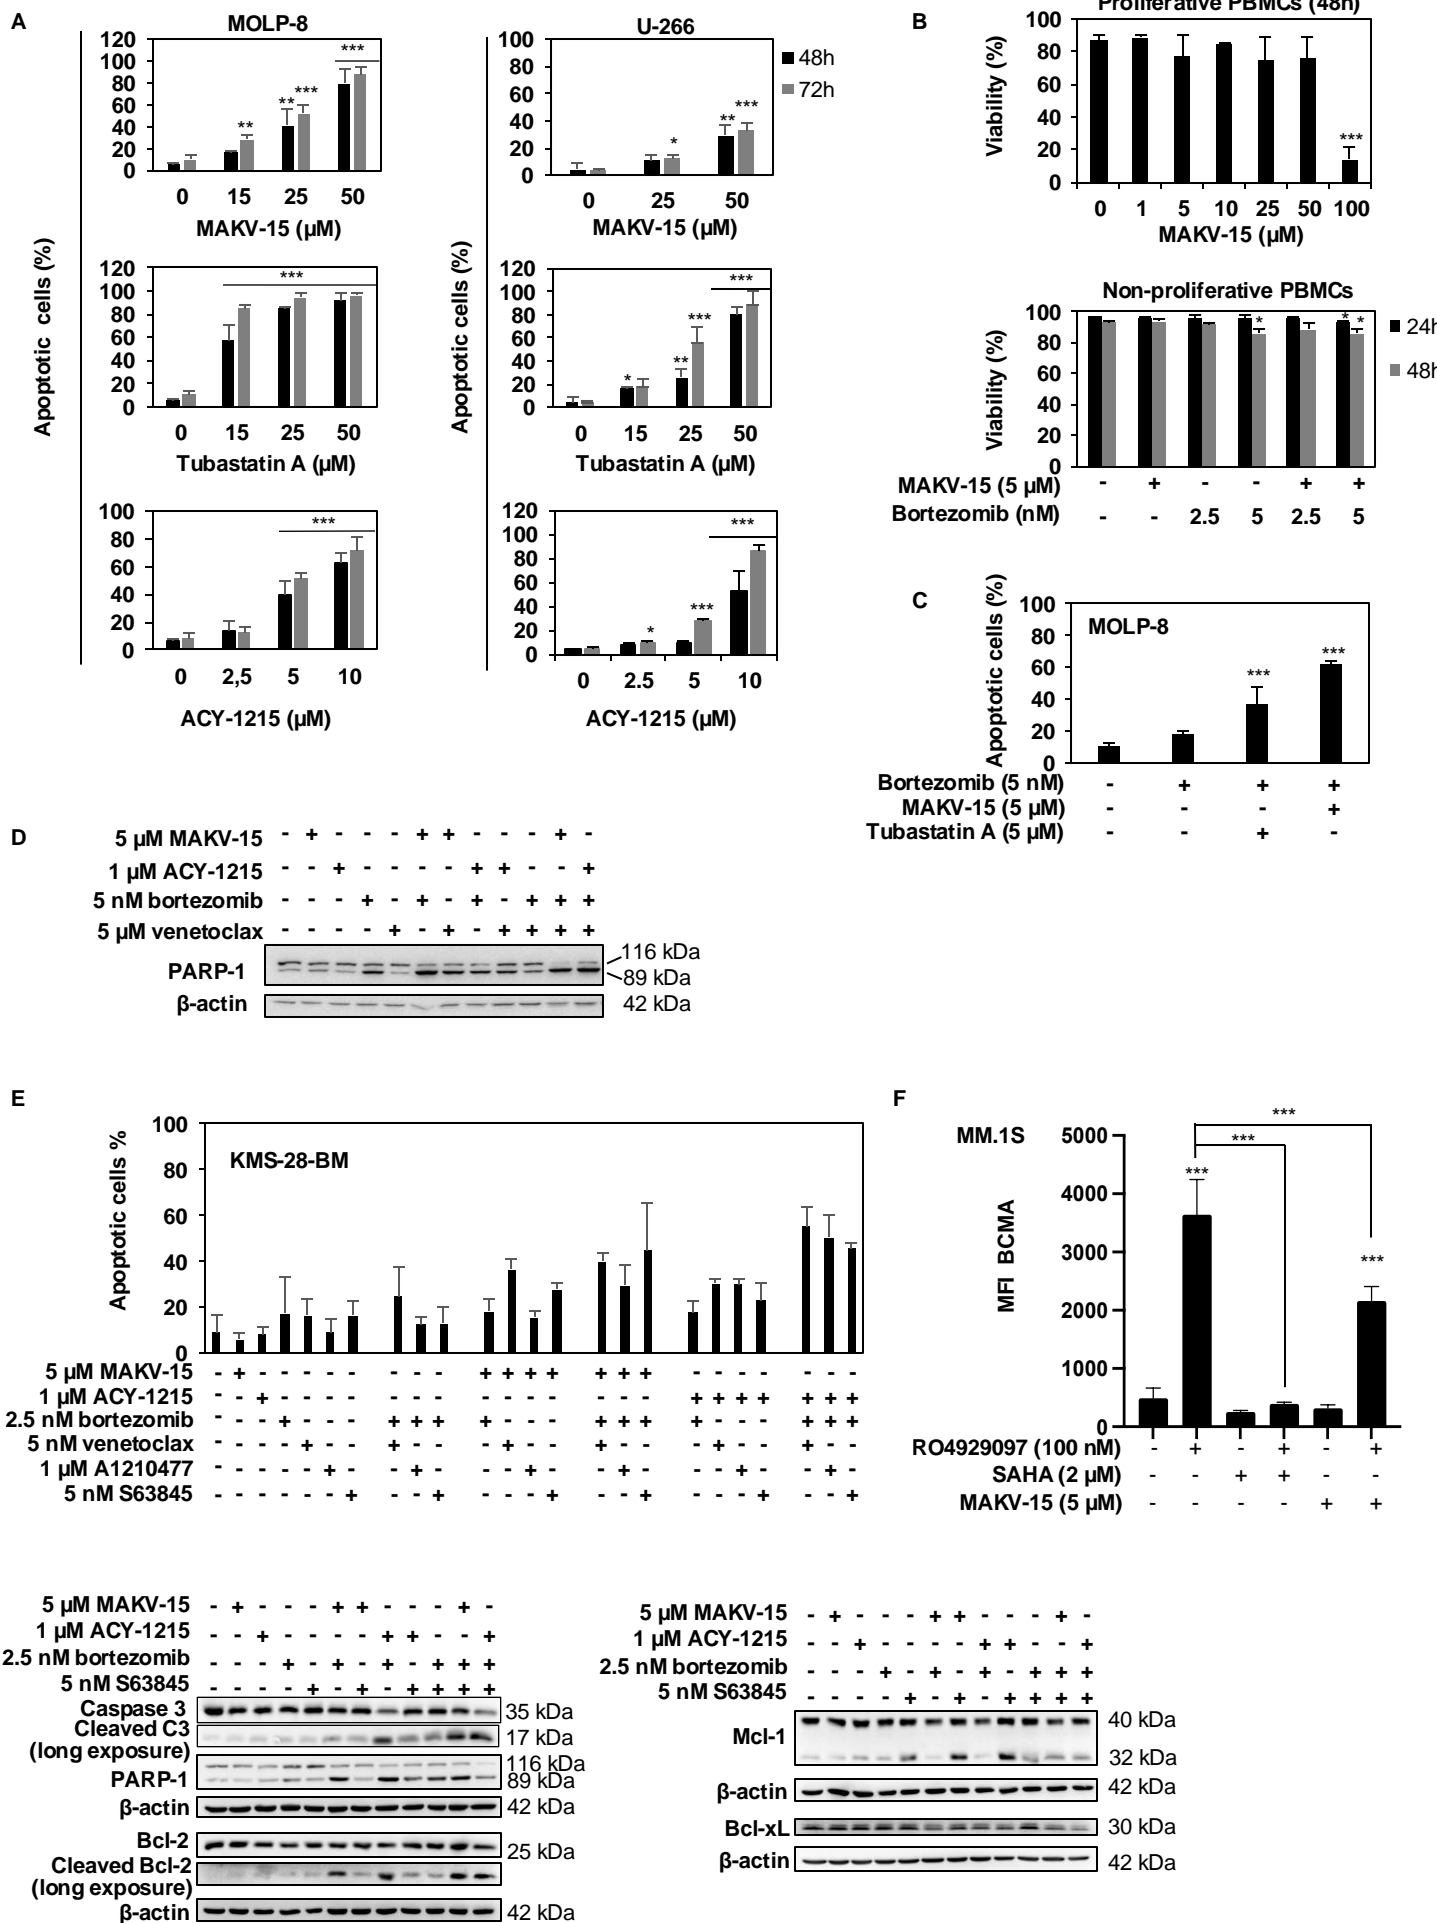 A
MOLP-8
120
100
80
60
40
20
0
** ** *** ***
0 15 25 50
MAKV-15 (µM)
120
100
80
60
40
20
0
***
0 15 25 50
Tubastatin A (µM)
100
80
60
40
20
0
***
0 2,5 5 10
ACY-1215 (µM)
Apoptotic cells (%)
U-266
100
80
60
40
20
0
* ** ***
48h
72h
0 25 50
MAKV-15 (µM)
120
100
80
60
40
20
0
* ** *** ***
0 15 25 50
Tubastatin A (µM)
120
100
80
60
40
20
0
* *** ***
0 2.5 5 10
ACY-1215 (µM)
Apoptotic cells (%)
B
Proliferative PBMCs (48h)
Viability (%)
100
80
60
40
20
0
***
0 1 5 10 25 50 100
MAKV-15 (µM)
Non-proliferative PBMCs
Viability (%)
100
80
60
40
20
0
* * *
24h
48h
MAKV-15 (5 µM) - + - - + +
Bortezomib (nM) - - 2.5 5 2.5 5
C
Apoptotic cells (%)
100
80
60
40
20
0
MOLP-8
*** ***
Bortezomib (5 nM) - + + +
MAKV-15 (5 µM) - - - +
Tubastatin A (5 µM) - - + -
D
5 µM MAKV-15 - + - - - + + - - - + -
1 µM ACY-1215 - - + - - - - + + - - +
5 nM bortezomib - - - + - + - + - + + +
5 µM venetoclax - - - - + - + - + + + +
PARP-1
116 kDa
89 kDa
β-actin 42 kDa
E
Apoptotic cells %
100
80
60
40
20
0
KMS-28-BM
5 µM MAKV-15 - + - - - - - - - - + + + + + + + - - - - - - -
1 µM ACY-1215 - - + - - - - - - - - - - - - - - + + + + + + +
2.5 nM bortezomib - - - + - - - + + + + - - - + + + + - - - + + +
5 nM venetoclax - - - - + - - + - - - + - - + - - - + - - + - -
1 µM A1210477 - - - - - + - - + - - - + - - + - - - + - - + -
5 nM S63845 - - - - - - + - - + - - - + - - + - - - + - - +
F
MM.1S
MFI BCMA
5000
4000
3000
2000
1000
0
***
***
***
***
RO4929097 (100 nM) - + - + - +
SAHA (2 µM) - - + + - -
MAKV-15 (5 µM) - - - - + +
5 µM MAKV-15 - + - - - + + - - - + -
1 µM ACY-1215 - - + - - - - + + - - +
2.5 nM bortezomib - - - + - + - + - + + +
5 nM S63845 - - - - + - + - + + + +
Caspase 3 35 kDa
Cleaved C3
(long exposure)
17 kDa
PARP-1
116 kDa
89 kDa
β-actin 42 kDa
Bcl-2 25 kDa
Cleaved Bcl-2
(long exposure)
β-actin 42 kDa
5 µM MAKV-15 - + - - - + + - - - + -
1 µM ACY-1215 - - + - - - - + + - - +
2.5 nM bortezomib - - - + - + - + - + + +
5 nM S63845 - - - - + - + - + + + +
Mcl-1
40 kDa
32 kDa
β-actin 42 kDa
Bcl-xL 30 kDa
β-actin 42 kDa